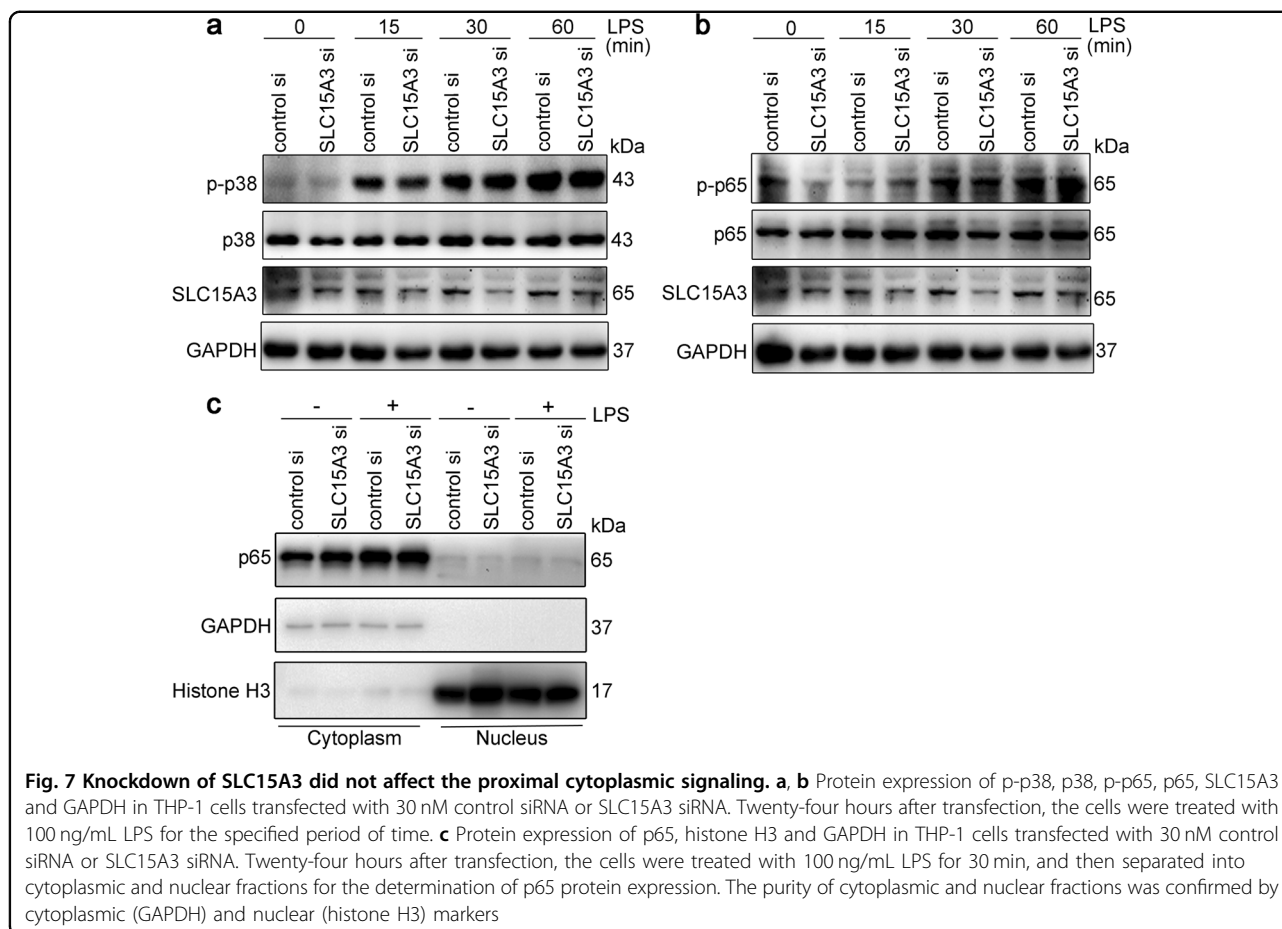 a
0 15 30 60 LPS
(min)
control si SLC15A3 si control si SLC15A3 si control si SLC15A3 si control si SLC15A3 si
kDa
p-p38 43
p38 43
SLC15A3 65
GAPDH 37
b
0 15 30 60 LPS
(min)
control si SLC15A3 si control si SLC15A3 si control si SLC15A3 si control si SLC15A3 si
kDa
p-p65 65
p65 65
SLC15A3 65
GAPDH 37
c
- + - + LPS
control si SLC15A3 si control si SLC15A3 si control si SLC15A3 si control si SLC15A3 si
kDa
p65 65
GAPDH 37
Histone H3 17
Cytoplasm Nucleus
Fig. 7 Knockdown of SLC15A3 did not affect the proximal cytoplasmic signaling. a, b Protein expression of p-p38, p38, p-p65, p65, SLC15A3
and GAPDH in THP-1 cells transfected with 30 nM control siRNA or SLC15A3 siRNA. Twenty-four hours after transfection, the cells were treated with
100 ng/mL LPS for the specified period of time. c Protein expression of p65, histone H3 and GAPDH in THP-1 cells transfected with 30 nM control
siRNA or SLC15A3 siRNA. Twenty-four hours after transfection, the cells were treated with 100 ng/mL LPS for 30 min, and then separated into
cytoplasmic and nuclear fractions for the determination of p65 protein expression. The purity of cytoplasmic and nuclear fractions was confirmed by
cytoplasmic (GAPDH) and nuclear (histone H3) markers